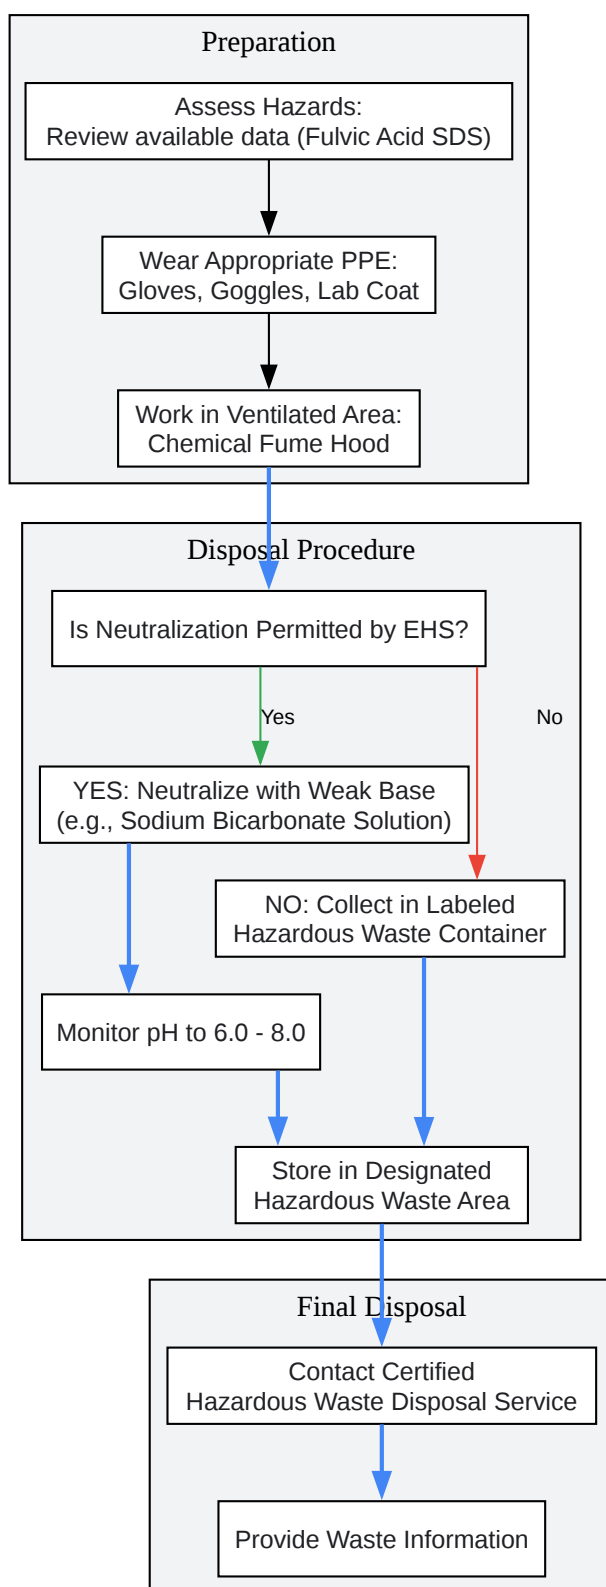 Preparation
Assess Hazards:
Review available data (Fulvic Acid SDS)
Wear Appropriate PPE:
Gloves, Goggles, Lab Coat
Work in Ventilated Area:
Chemical Fume Hood
Disposal Procedure
Is Neutralization Permitted by EHS?
Yes
No
YES: Neutralize with Weak Base
(e.g., Sodium Bicarbonate Solution)
NO: Collect in Labeled
Hazardous Waste Container
Monitor pH to 6.0 - 8.0
Store in Designated
Hazardous Waste Area
Final Disposal
Contact Certified
Hazardous Waste Disposal Service
Provide Waste Information